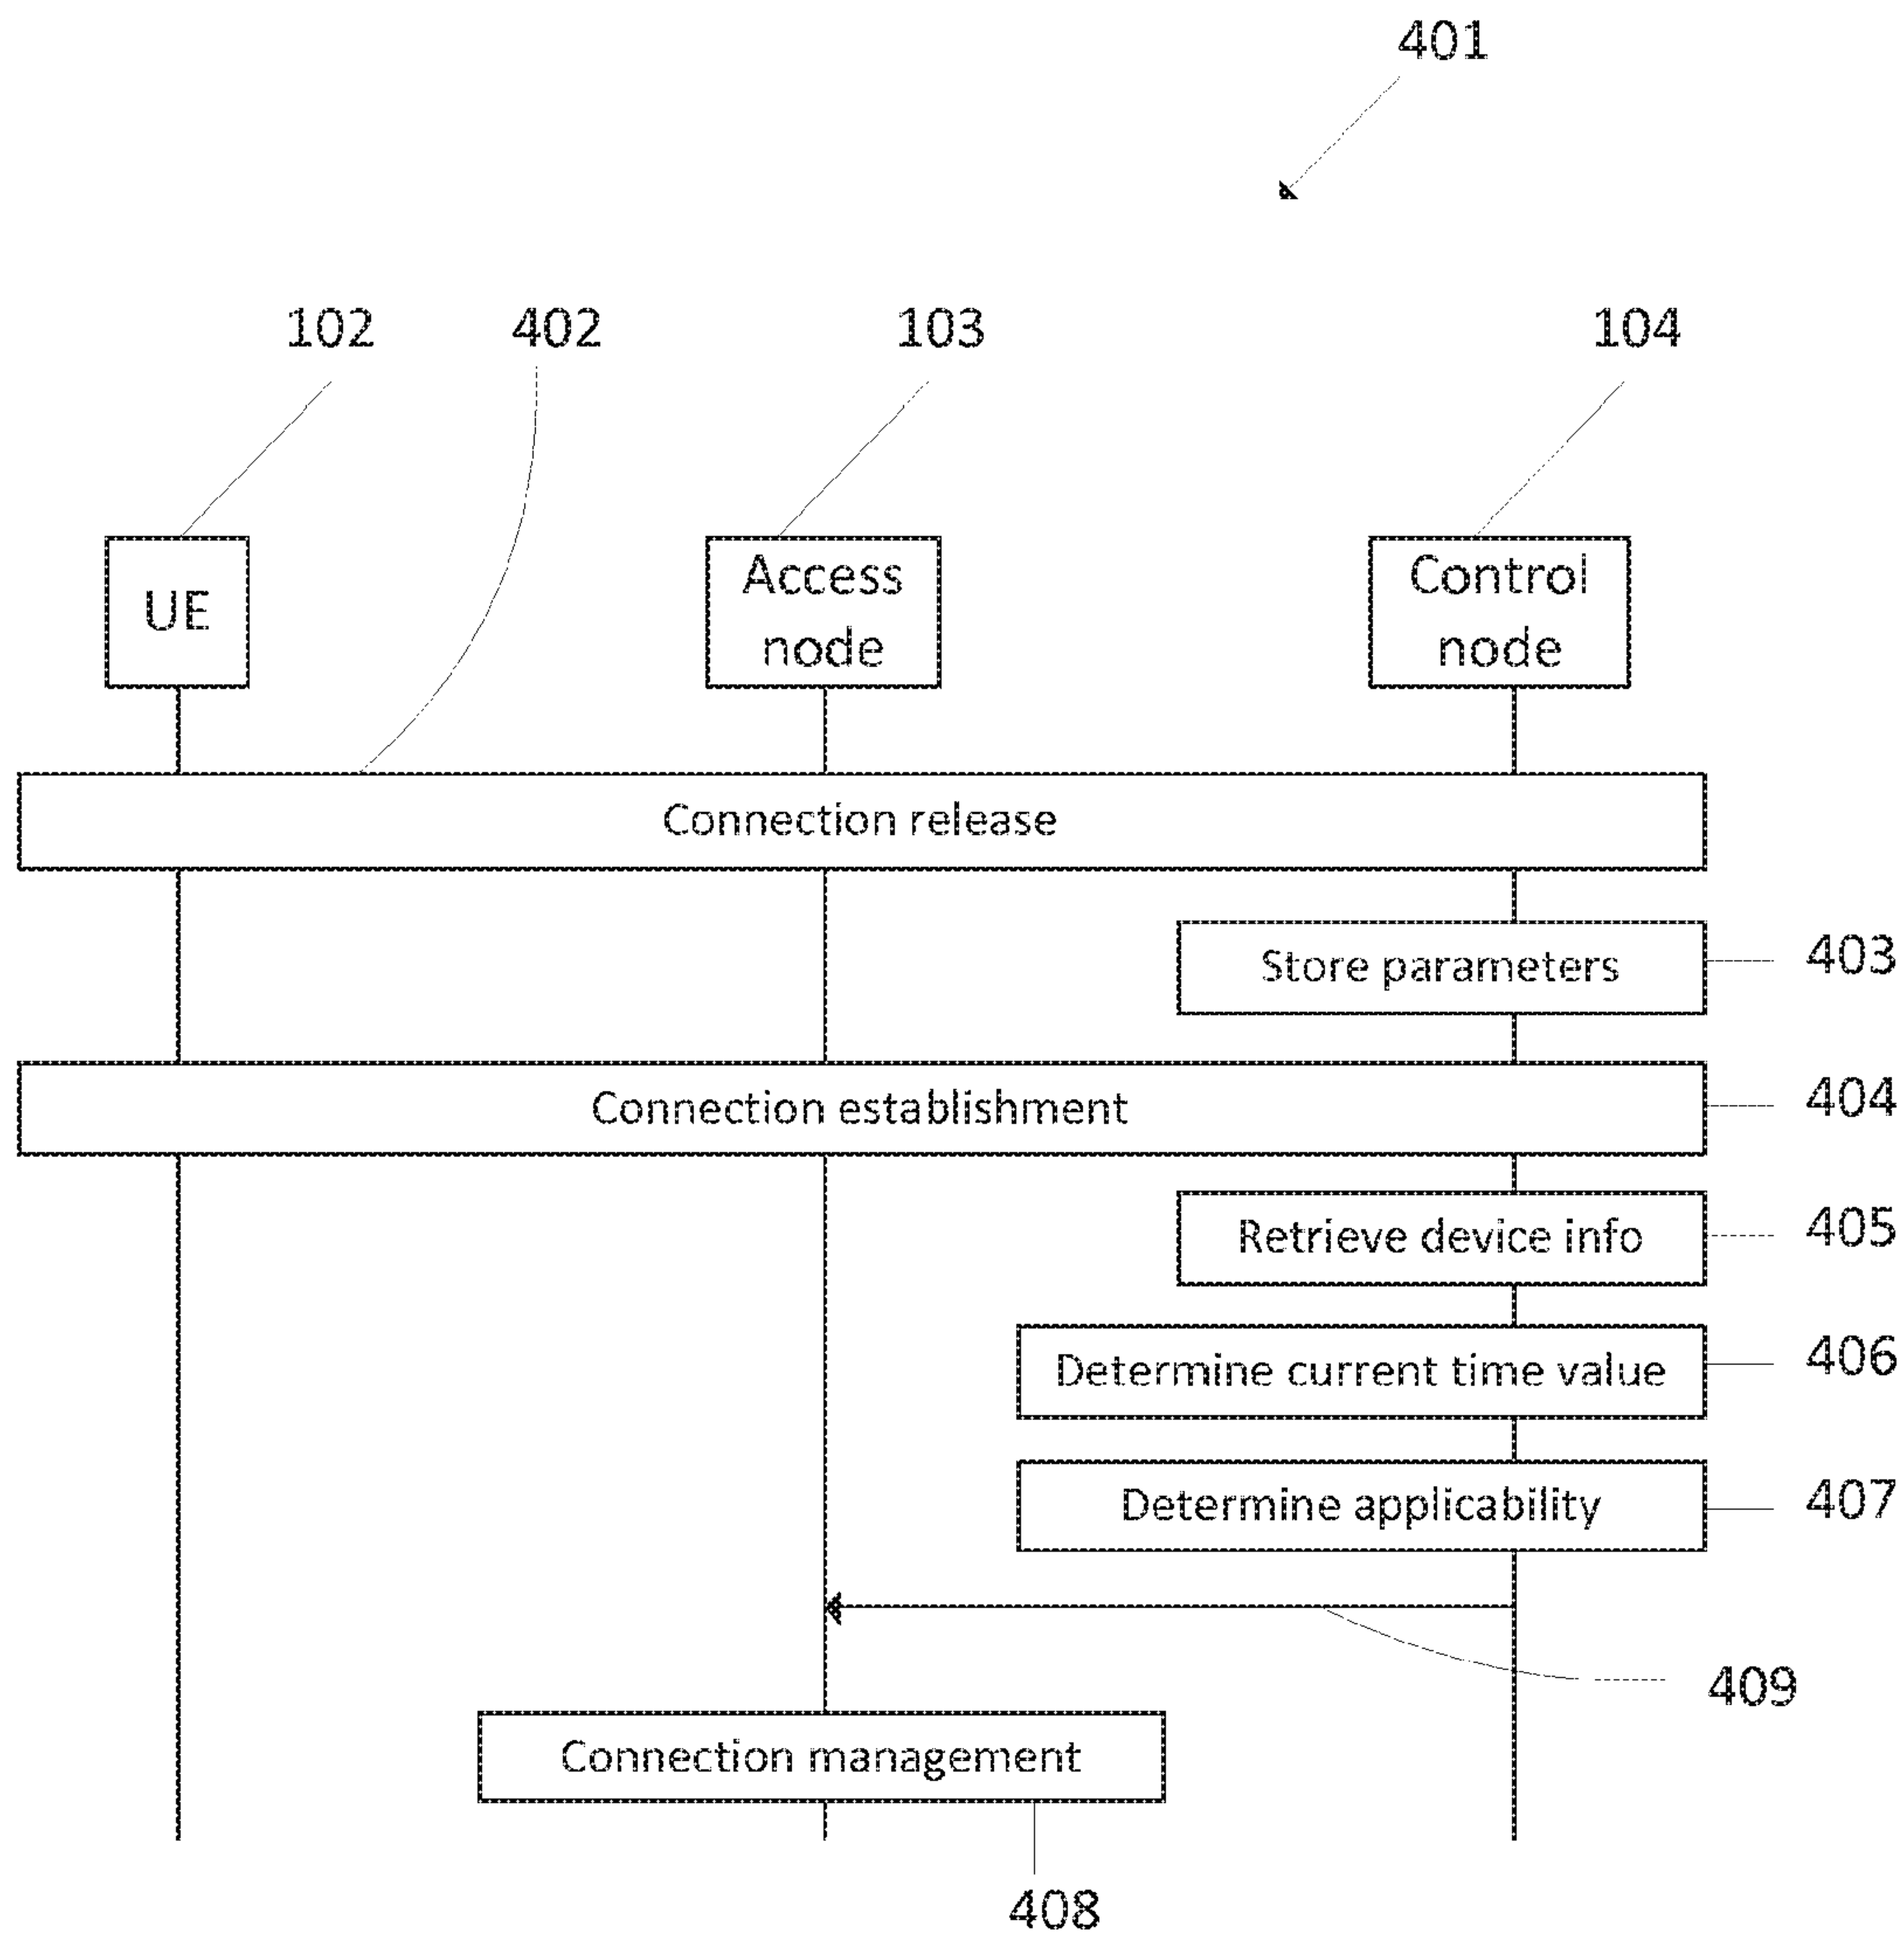 401
102
402
103
104
UE
Access
node
Control
node
Connection release
Store parameters
403
Connection establishment
404
Retrieve device info
405
Determine current time value
406
Determine applicability
407
409
Connection management
408